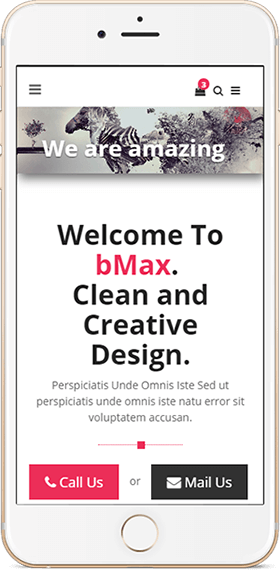 3
We are amazing
Welcome To
bMax.
Clean and
Creative
Design.
Perspiciatis Unde Omnis Iste Sed ut
perspiciatis unde omnis iste natu error sit
voluptatem accusan.
Call Us or Mail Us